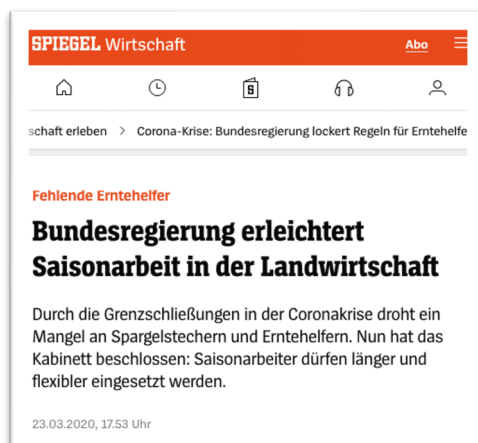 SPIEGEL Wirtschaft Abo
schaft erleben > Corona-Krise: Bundesregierung lockert Regeln für Erntehelfe
Fehlende Erntehelfer
Bundesregierung erleichtert
Saisonarbeit in der Landwirtschaft
Durch die Grenzschließungen in der Coronakrise droht ein
Mangel an Spargelstechern und Erntehelfern. Nun hat das
Kabinett beschlossen: Saisonarbeiter dürfen länger und
flexibler eingesetzt werden.
23.03.2020, 17.53 Uhr